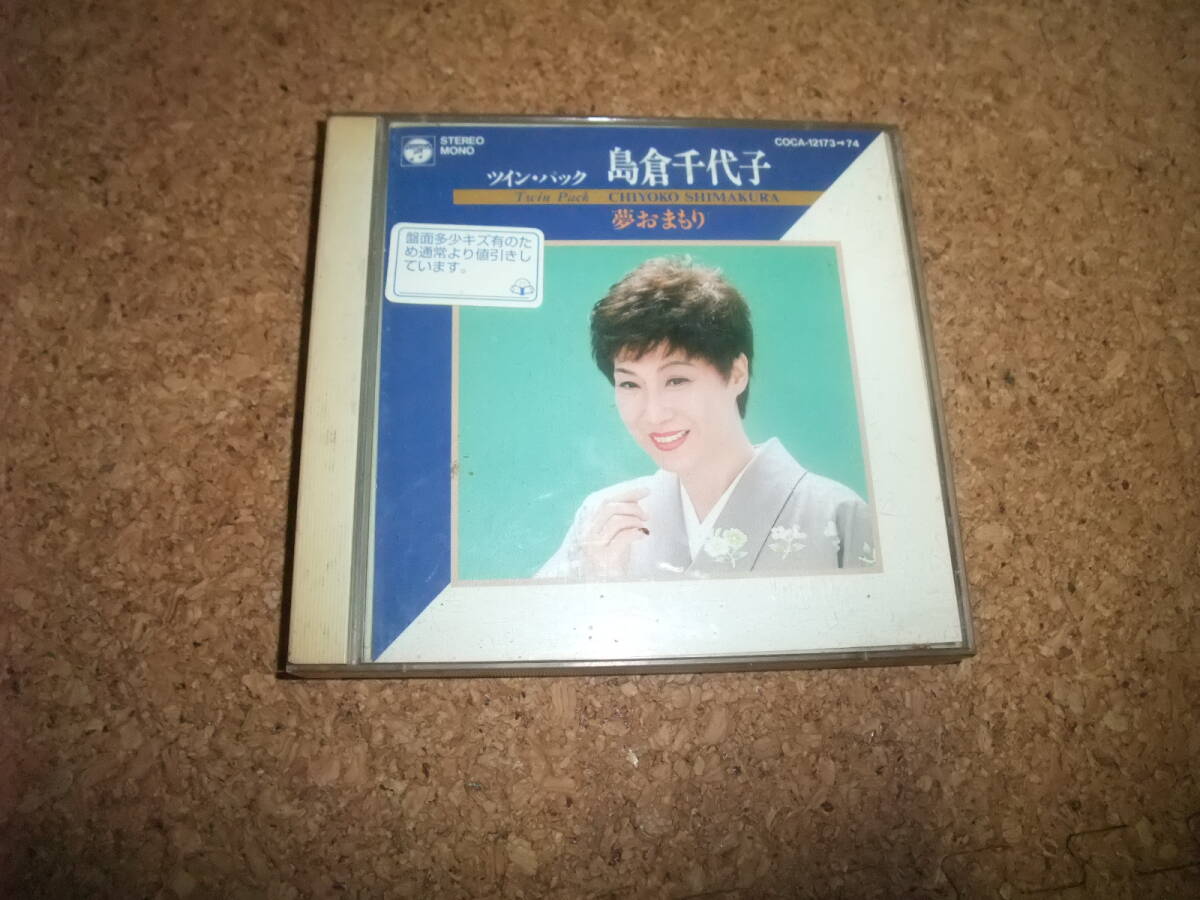 STEREO
MONO
COCA-12173→74
ツイン・パック 島倉千代子
Twin Pack CHIYOKO SHIMAKURA
夢おまもり
盤面多少キズ有のた
め通常より値引きし
ています。